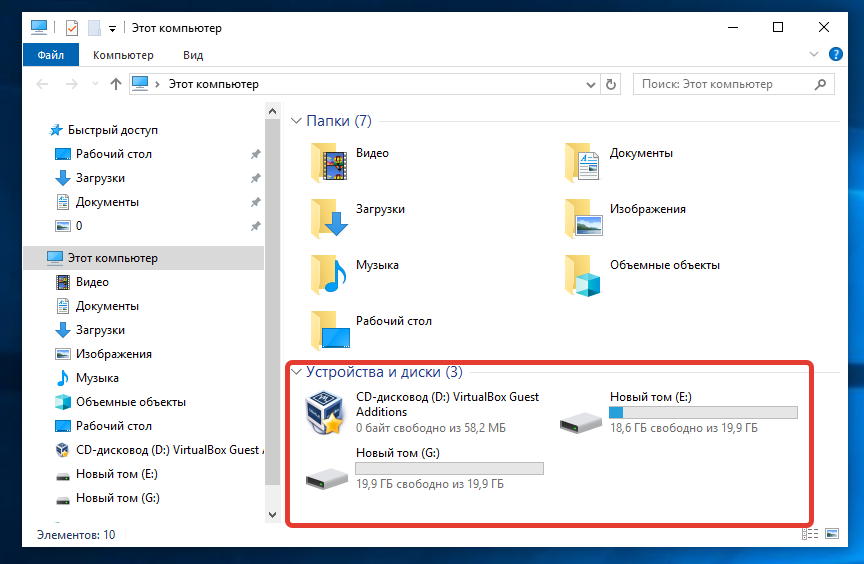 Этот компьютер
Файл
Компьютер
Вид
Этот компьютер
Поиск: Этот компьютер
Быстрый доступ
Рабочий стол
Загрузки
Документы
0
Этот компьютер
Видео
Документы
Загрузки
Изображения
Музыка
Объемные объекты
Рабочий стол
CD-дисковод (D:) VirtualBox Guest
Новый том (E:)
Новый том (G:)
Папки (7)
Видео
Документы
Загрузки
Изображения
Музыка
Объемные объекты
Рабочий стол
Устройства и диски (3)
CD-дисковод (D:) VirtualBox Guest
Additions
0 байт свободно из 58,2 МБ
Новый том (E:)
18,6 ГБ свободно из 19,9 ГБ
Новый том (G:)
19,9 ГБ свободно из 19,9 ГБ
Элементов: 10